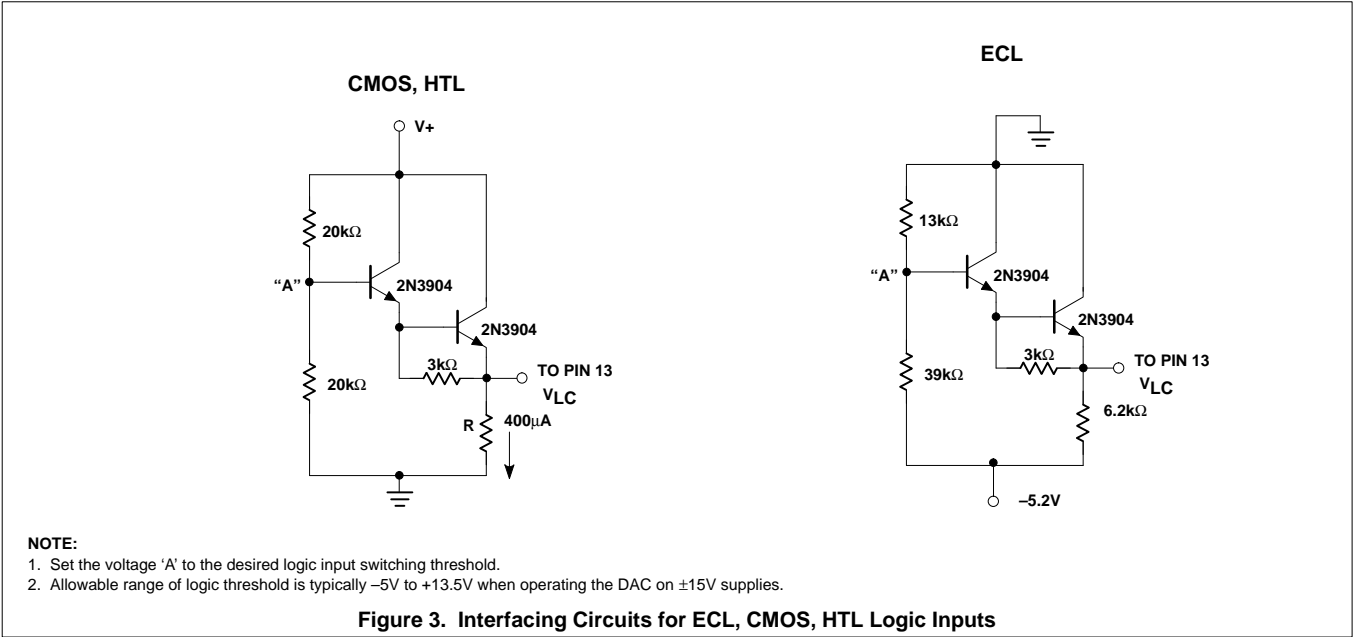 CMOS, HTL
V+
20kΩ
“A”
2N3904
2N3904
3kΩ
20kΩ
TO PIN 13
VLC
R
400µA
ECL
13kΩ
“A”
2N3904
2N3904
3kΩ
39kΩ
TO PIN 13
VLC
6.2kΩ
–5.2V
NOTE:
1. Set the voltage ‘A’ to the desired logic input switching threshold.
2. Allowable range of logic threshold is typically –5V to +13.5V when operating the DAC on ±15V supplies.
Figure 3. Interfacing Circuits for ECL, CMOS, HTL Logic Inputs